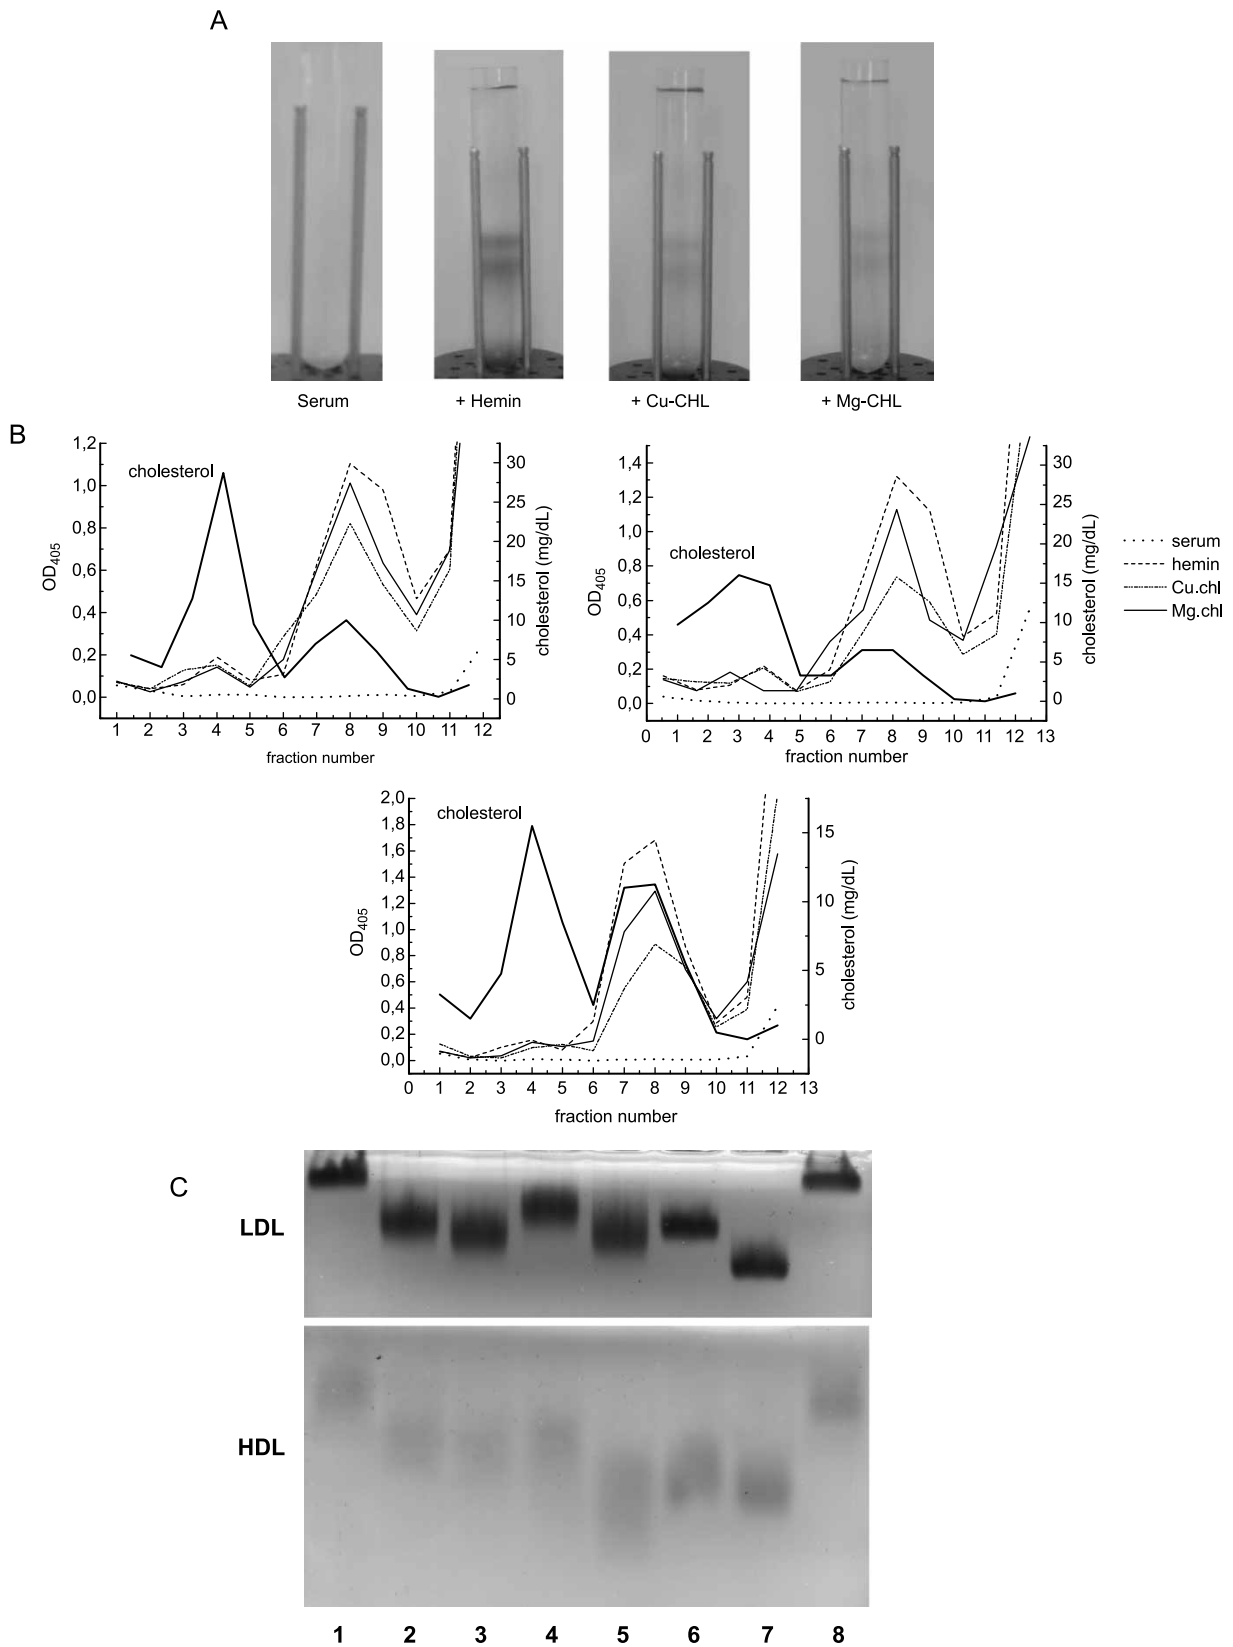 A
Serum
+ Hemin
+ Cu-CHL
+ Mg-CHL
B
1,2
1,0
0,8
0,6
0,4
0,2
0,0
OD405
cholesterol
30
25
20
15
10
5
0
cholesterol (mg/dL)
1 2 3 4 5 6 7 8 9 10 11 12
fraction number
1,4
1,2
1,0
0,8
0,6
0,4
0,2
0,0
OD405
cholesterol
30
25
20
15
10
5
0
cholesterol (mg/dL)
0 1 2 3 4 5 6 7 8 9 10 11 12 13
fraction number
serum
hemin
Cu.chl
Mg.chl
2,0
1,8
1,6
1,4
1,2
1,0
0,8
0,6
0,4
0,2
0,0
OD405
cholesterol
15
10
5
0
cholesterol (mg/dL)
0 1 2 3 4 5 6 7 8 9 10 11 12 13
fraction number
C
LDL
HDL
1 2 3 4 5 6 7 8